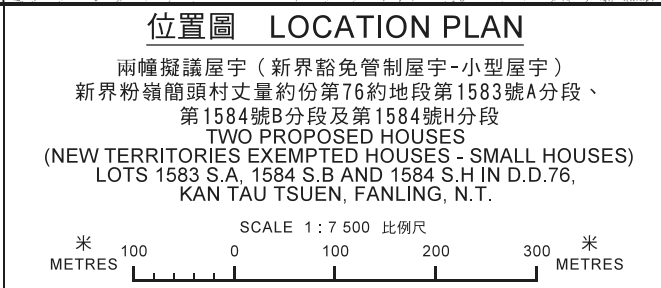 位置圖 LOCATION PLAN
兩幢擬議屋宇（新界豁免管制屋宇-小型屋宇）
新界粉嶺簡頭村丈量約份第76約地段第1583號A分段、
第1584號B分段及第1584號H分段
TWO PROPOSED HOUSES
(NEW TERRITORIES EXEMPTED HOUSES - SMALL HOUSES)
LOTS 1583 S.A, 1584 S.B AND 1584 S.H IN D.D.76,
KAN TAU TSUEN, FANLING, N.T.
SCALE 1 : 7 500 比例尺
米 METRES 100 0 100 200 300 米 METRES